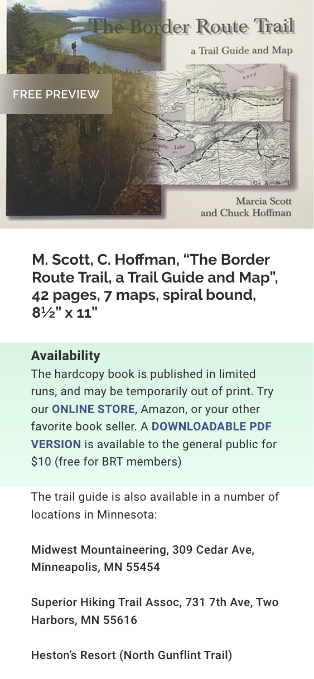 The Border Route Trail
a Trail Guide and Map
FREE PREVIEW
Marcia Scott
and Chuck Hoffman
M. Scott, C. Hoffman, “The Border
Route Trail, a Trail Guide and Map”,
42 pages, 7 maps, spiral bound,
8½” x 11”
Availability
The hardcopy book is published in limited
runs, and may be temporarily out of print. Try
our ONLINE STORE, Amazon, or your other
favorite book seller. A DOWNLOADABLE PDF
VERSION is available to the general public for
$10 (free for BRT members)
The trail guide is also available in a number of
locations in Minnesota:
Midwest Mountaineering, 309 Cedar Ave,
Minneapolis, MN 55454
Superior Hiking Trail Assoc, 731 7th Ave, Two
Harbors, MN 55616
Heston’s Resort (North Gunflint Trail)